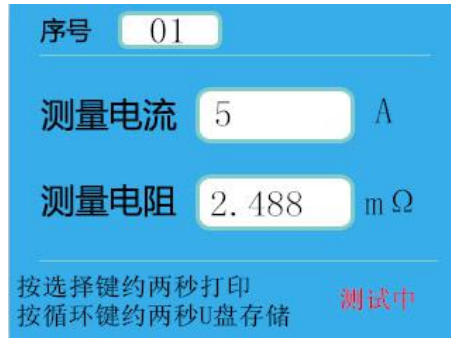 序号 01
测量电流 5 A
测量电阻 2.488 mΩ
按选择键约两秒打印
按循环键约两秒U盘存储 测试中